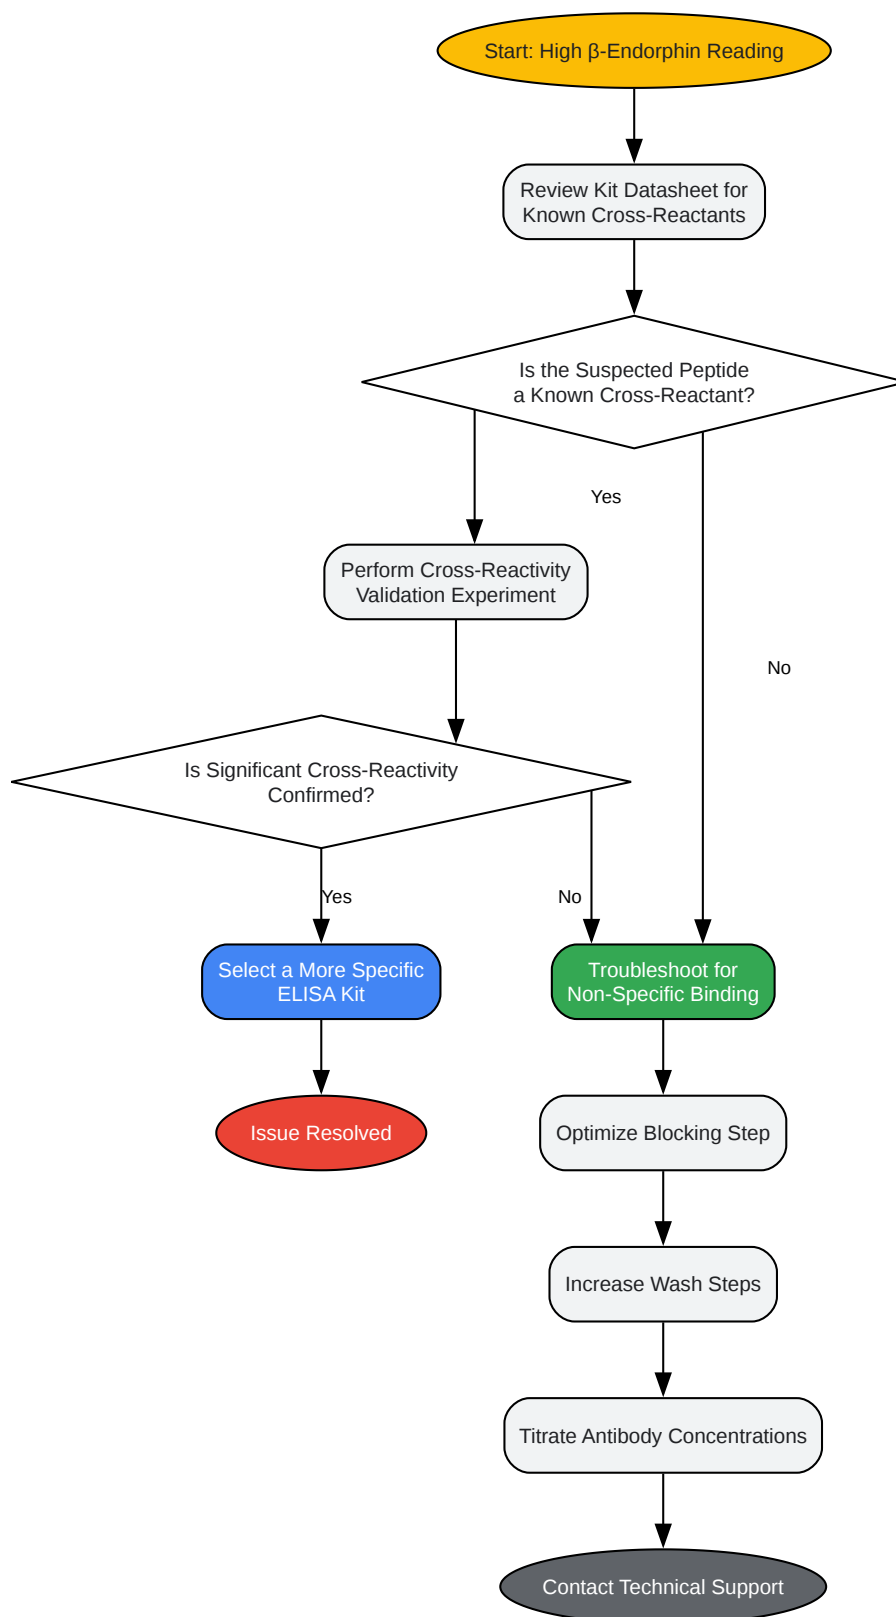 Start: High β-Endorphin Reading
Review Kit Datasheet for
Known Cross-Reactants
Is the Suspected Peptide
a Known Cross-Reactant?
Yes
Perform Cross-Reactivity
Validation Experiment
No
Is Significant Cross-Reactivity
Confirmed?
Yes
No
Select a More Specific
ELISA Kit
Troubleshoot for
Non-Specific Binding
Issue Resolved
Optimize Blocking Step
Increase Wash Steps
Titrate Antibody Concentrations
Contact Technical Support